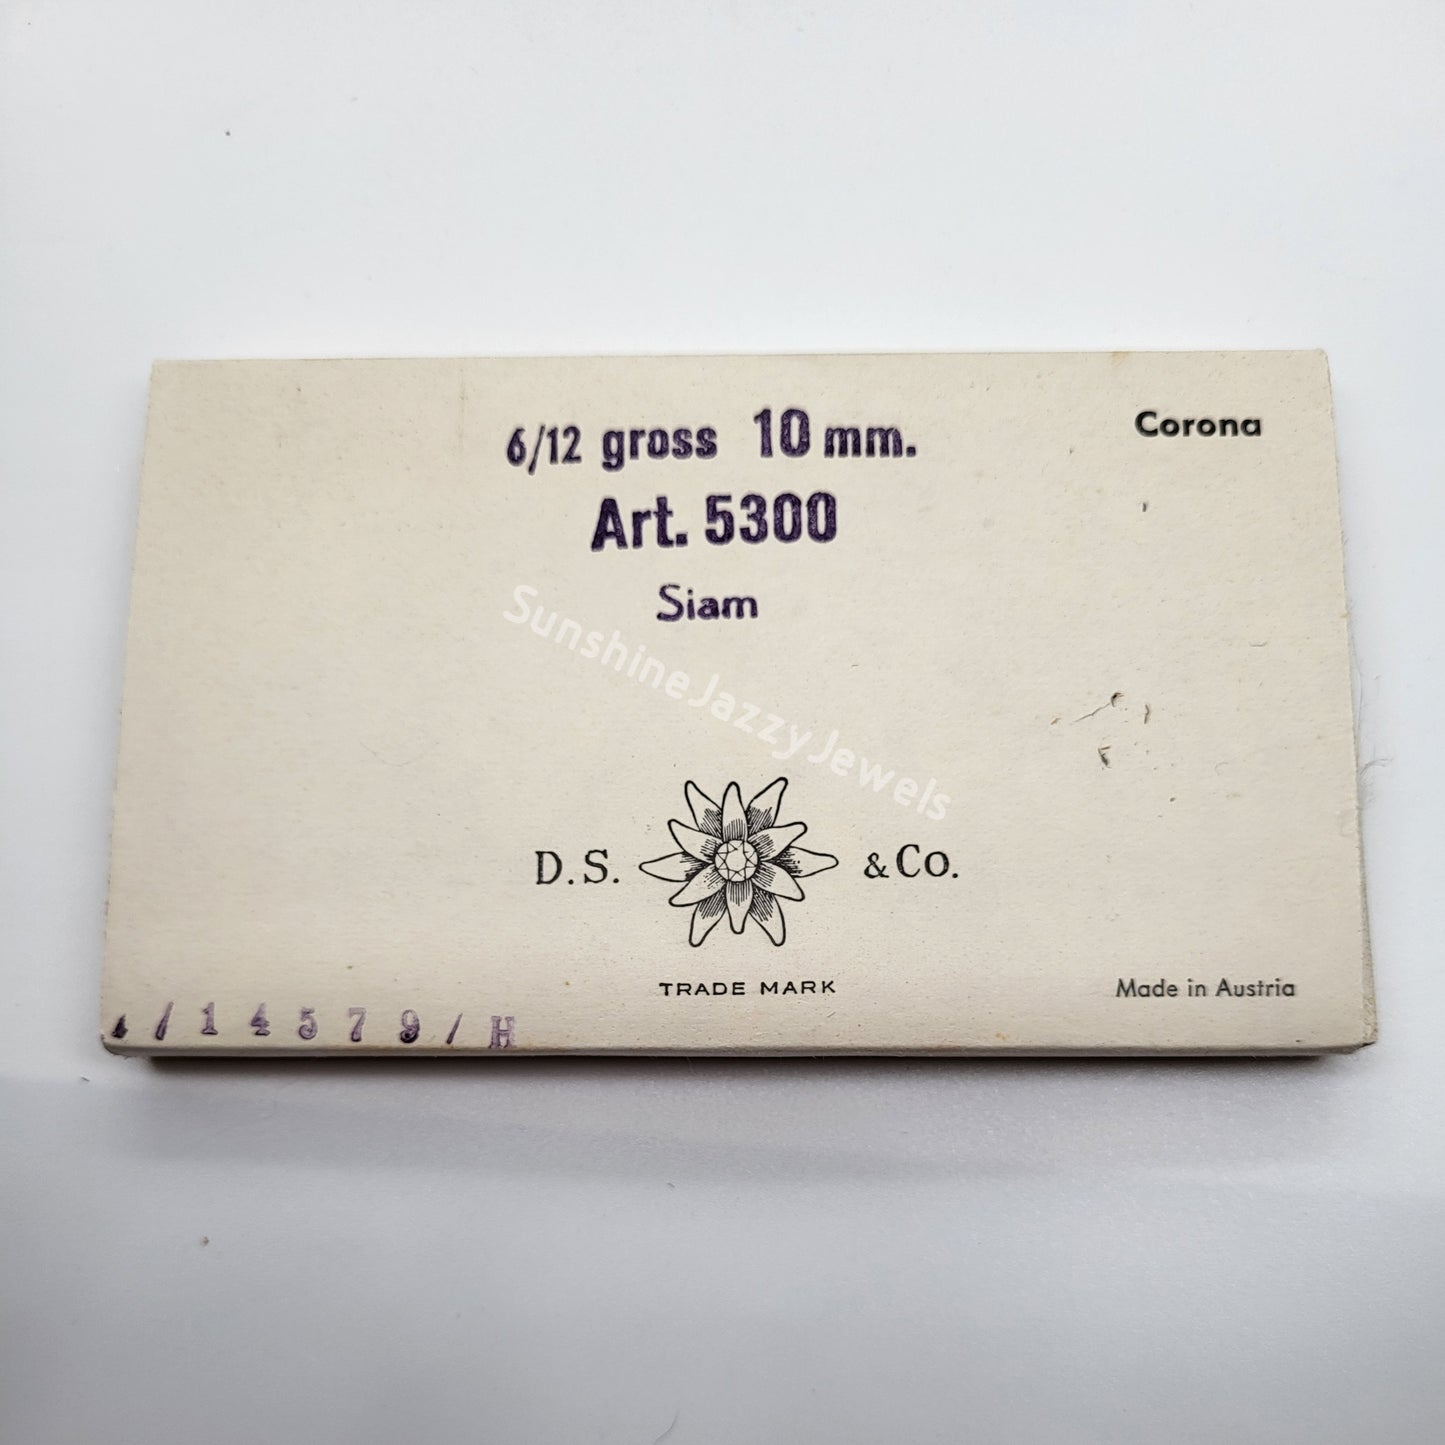 6/12 gross 10 mm.
Corona
Art. 5300
Siam
SunshineJazzyJewels
D.S. & Co.
TRADE MARK
Made in Austria
/14579/H